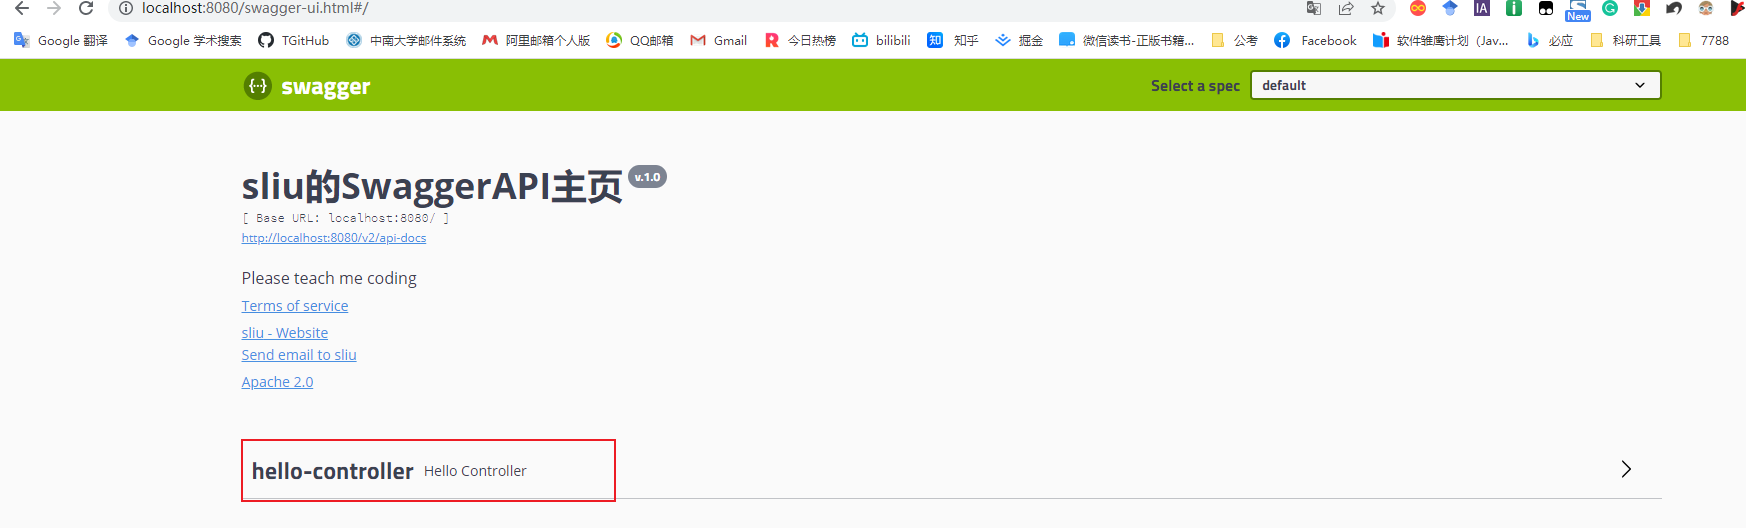 localhost:8080/swagger-ui.html#/
IA
New
Google 翻译 Google 学术搜索 TGitHub 中南大学邮件系统 阿里邮箱个人版 QQ邮箱 Gmail 今日热榜 bilibili 知 知乎 掘金 微信读书-正版书籍... 公考 Facebook 软件雏鹰计划（Jav... 必应 科研工具 7788
{··} swagger Select a spec default
sliu的SwaggerAPI主页 v.1.0
[ Base URL: localhost:8080/ ]
http://localhost:8080/v2/api-docs
Please teach me coding
Terms of service
sliu - Website
Send email to sliu
Apache 2.0
hello-controller Hello Controller